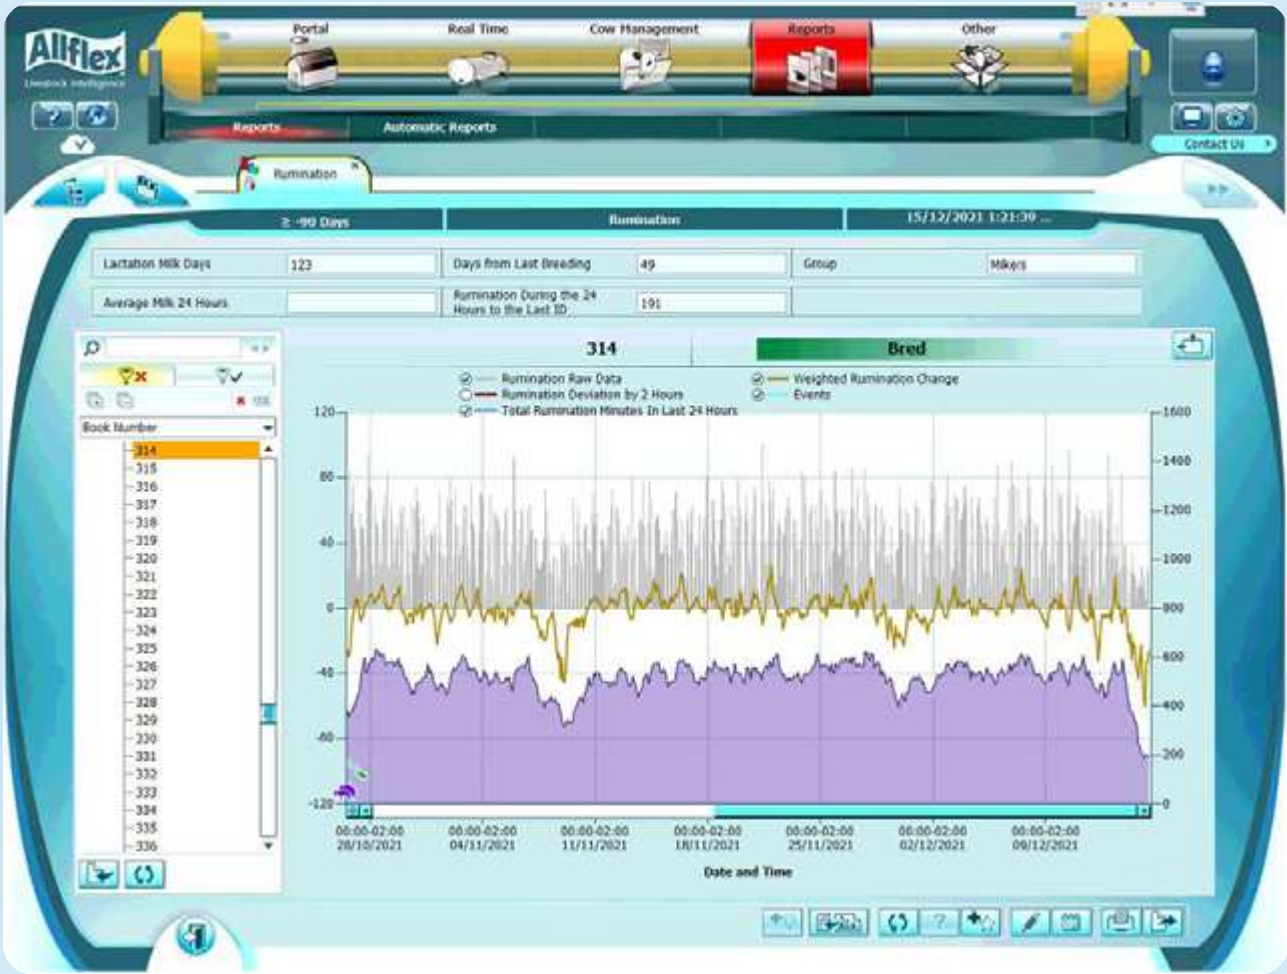 Allflex
Livestock Intelligence
Portal
Real Time
Cow Management
Reports
Other
Reports
Automatic Reports
Contact Us
Rumination
≥ -90 Days
Rumination
15/12/2021 1:21:39 ...
Lactation Milk Days
123
Days from Last Breeding
49
Group
Mikers
Average Milk 24 Hours
Rumination During the 24
Hours to the Last ID
191
314
Bred
Rumination Raw Data
Weighted Rumination Change
Rumination Deviation by 2 Hours
Events
Total Rumination Minutes In Last 24 Hours
Book Number
314
315
316
317
318
319
320
321
322
323
324
325
326
327
328
329
330
331
332
333
334
335
336
120
80
40
0
-40
-80
-120
1600
1400
1200
1000
800
600
400
200
0
00:00-02:00
28/10/2021
00:00-02:00
04/11/2021
00:00-02:00
11/11/2021
00:00-02:00
18/11/2021
00:00-02:00
25/11/2021
00:00-02:00
02/12/2021
00:00-02:00
09/12/2021
Date and Time